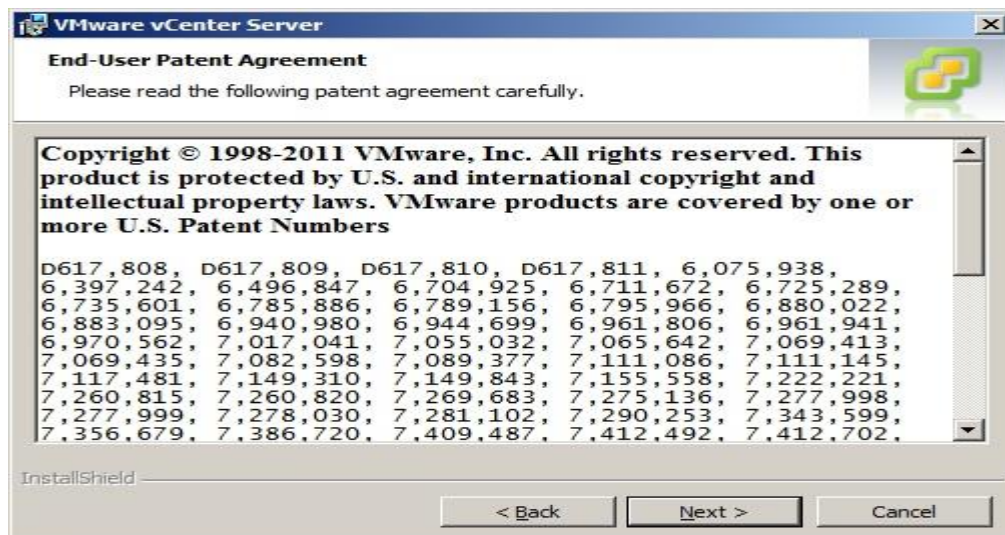 VMware vCenter Server
End-User Patent Agreement
Please read the following patent agreement carefully.
Copyright © 1998-2011 VMware, Inc. All rights reserved. This
product is protected by U.S. and international copyright and
intellectual property laws. VMware products are covered by one or
more U.S. Patent Numbers
D617,808, D617,809, D617,810, D617,811, 6,075,938,
6,397,242, 6,496,847, 6,704,925, 6,711,672, 6,725,289,
6,735,601, 6,785,886, 6,789,156, 6,795,966, 6,880,022,
6,883,095, 6,940,980, 6,944,699, 6,961,806, 6,961,941,
6,970,562, 7,017,041, 7,055,032, 7,065,642, 7,069,413,
7,069,435, 7,082,598, 7,089,377, 7,111,086, 7,111,145,
7,117,481, 7,149,310, 7,149,843, 7,155,558, 7,222,221,
7,260,815, 7,260,820, 7,269,683, 7,275,136, 7,277,998,
7,277,999, 7,278,030, 7,281,102, 7,290,253, 7,343,599,
7,356,679, 7,386,720, 7,409,487, 7,412,492, 7,412,702,
InstallShield
< Back Next > Cancel